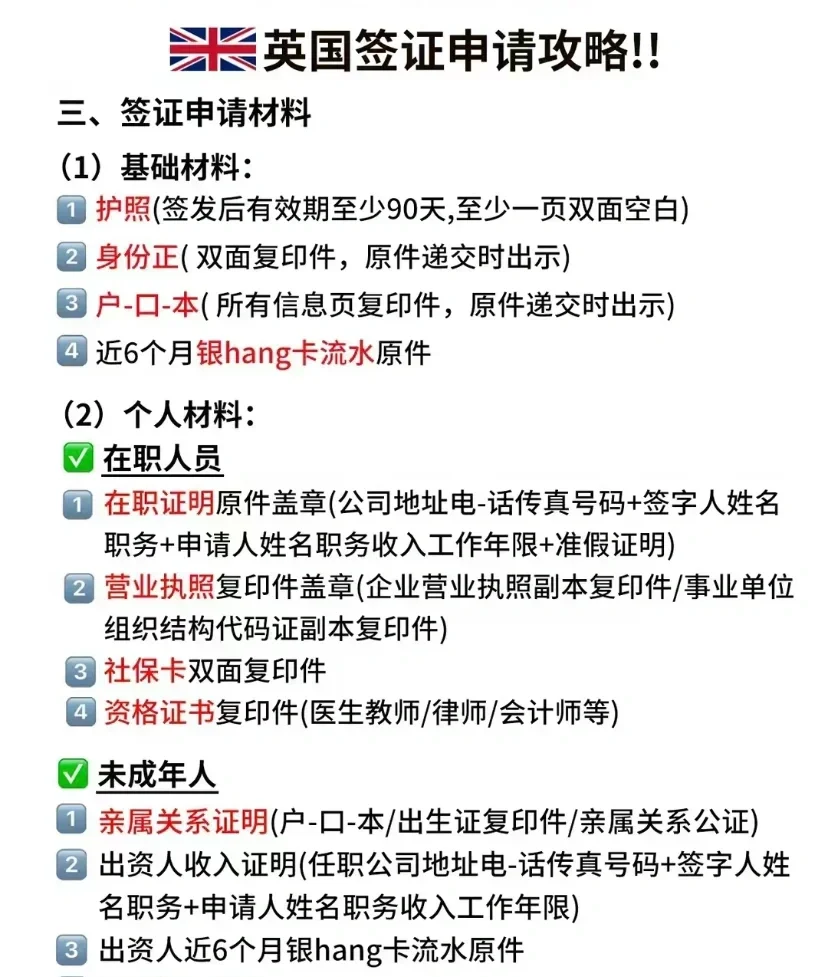 🇬🇧英国签证申请攻略!!
三、签证申请材料
（1）基础材料：
1 护照(签发后有效期至少90天,至少一页双面空白)
2 身份正( 双面复印件，原件递交时出示)
3 户-口-本( 所有信息页复印件，原件递交时出示)
4 近6个月银hang卡流水原件
（2）个人材料：
✅ 在职人员
1 在职证明原件盖章(公司地址电-话传真号码+签字人姓名
职务+申请人姓名职务收入工作年限+准假证明)
2 营业执照复印件盖章(企业营业执照副本复印件/事业单位
组织结构代码证副本复印件)
3 社保卡双面复印件
4 资格证书复印件(医生教师/律师/会计师等)
✅ 未成年人
1 亲属关系证明(户-口-本/出生证复印件/亲属关系公证)
2 出资人收入证明(任职公司地址电-话传真号码+签字人姓
名职务+申请人姓名职务收入工作年限)
3 出资人近6个月银hang卡流水原件